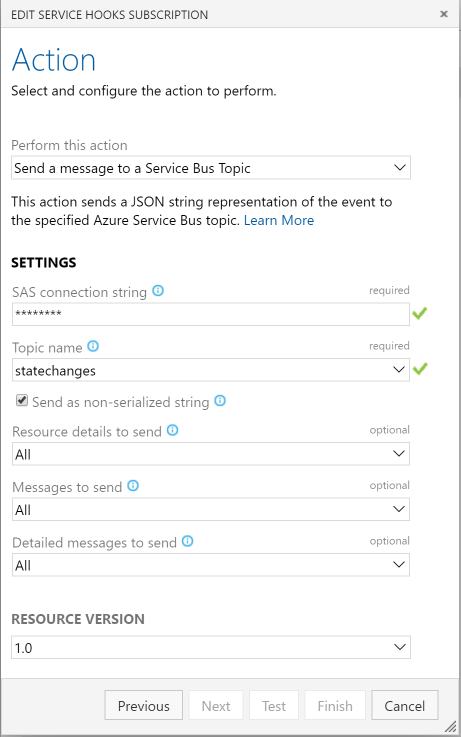 EDIT SERVICE HOOKS SUBSCRIPTION ×
Action
Select and configure the action to perform.
Perform this action
Send a message to a Service Bus Topic
This action sends a JSON string representation of the event to
the specified Azure Service Bus topic. Learn More
SETTINGS
SAS connection string required
********
Topic name required
statechanges
Send as non-serialized string
Resource details to send optional
All
Messages to send optional
All
Detailed messages to send optional
All
RESOURCE VERSION
1.0
Previous Next Test Finish Cancel